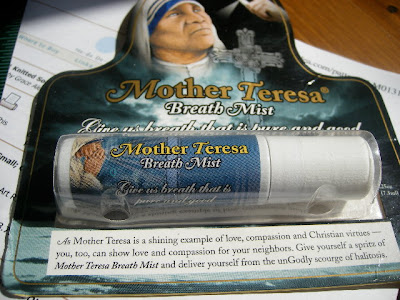 Mother Teresa®
Breath Mist
Give us breath that is pure and good
Mother Teresa
Breath Mist
Give us breath that is
pure and good
As Mother Teresa is a shining example of love, compassion and Christian virtues —
you, too, can show love and compassion for your neighbors. Give yourself a spritz of
Mother Teresa Breath Mist and deliver yourself from the unGodly scourge of halitosis.